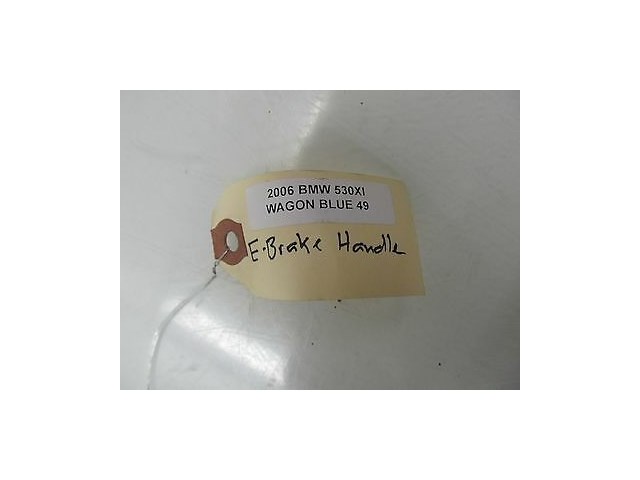 2006 BMW 530XI
WAGON BLUE 49
E-Brake Handle